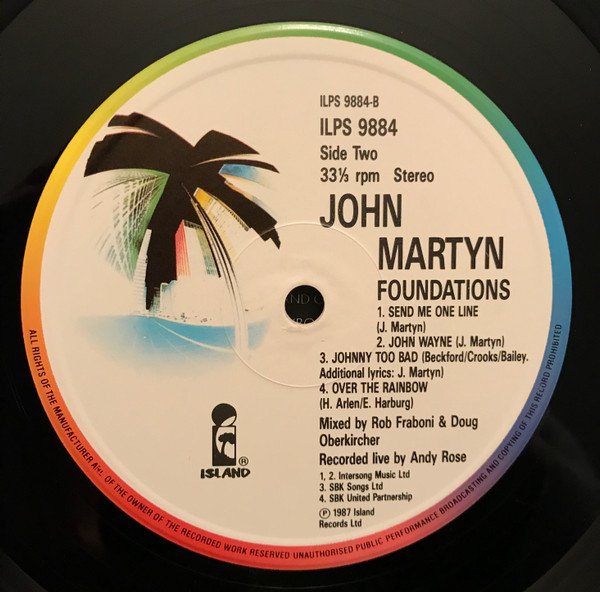 ILPS 9884-B
ILPS 9884
Side Two
33⅓ rpm Stereo
JOHN
MARTYN
FOUNDATIONS
1. SEND ME ONE LINE
(J. Martyn)
2. JOHN WAYNE (J. Martyn)
3. JOHNNY TOO BAD (Beckford/Crooks/Bailey.
Additional lyrics: J. Martyn)
4. OVER THE RAINBOW
(H. Arlen/E. Harburg)
Mixed by Rob Fraboni & Doug
Oberkircher
Recorded live by Andy Rose
1, 2. Intersong Music Ltd
3. SBK Songs Ltd
4. SBK United Partnership
Ⓟ 1987 Island
Records Ltd
ISLAND®
ALL RIGHTS OF THE MANUFACTURER AND OF THE OWNER OF THE RECORDED WORK RESERVED UNAUTHORISED PUBLIC PERFORMANCE BROADCASTING AND COPYING OF THIS RECORD PROHIBITED